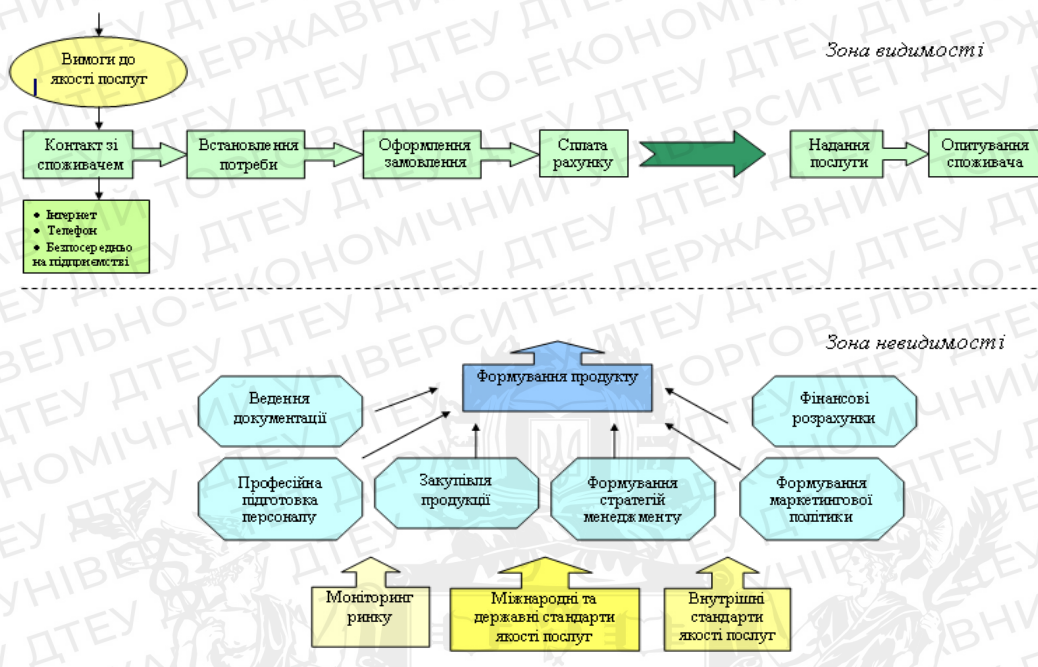 Вимоги до
якості послуг
Зона видимості
Контакт зі
споживачем
Встановлення
потреби
Оформлення
замовлення
Сплата
рахунку
Надання
послуги
Опитування
споживача
• Інтернет
• Телефон
• Безпосередньо
на підприємстві
Зона невидимості
Формування продукту
Ведення
документації
Фінансові
розрахунки
Професійна
підготовка
персоналу
Закупівля
продукції
Формування
стратегій
менеджменту
Формування
маркетингової
політики
Моніторинг
ринку
Міжнародні та
державні стандарти
якості послуг
Внутрішні
стандарти
якості послуг